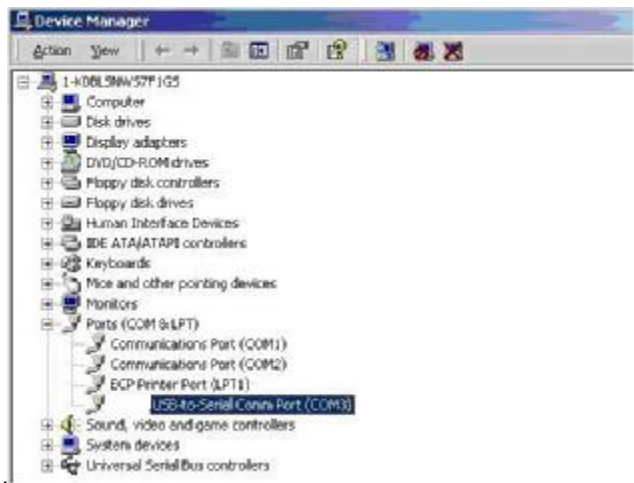 Device Manager
Action View
1-KDBLSNWS7F1GS
Computer
Disk drives
Display adapters
DVD/CD-ROM drives
Floppy disk controllers
Floppy disk drives
Human Interface Devices
IDE ATA/ATAPI controllers
Keyboards
Mice and other pointing devices
Monitors
Ports (COM & LPT)
Communications Port (COM1)
Communications Port (COM2)
ECP Printer Port (LPT1)
USB-to-Serial Comm Port (COM3)
Sound, video and game controllers
System devices
Universal Serial Bus controllers